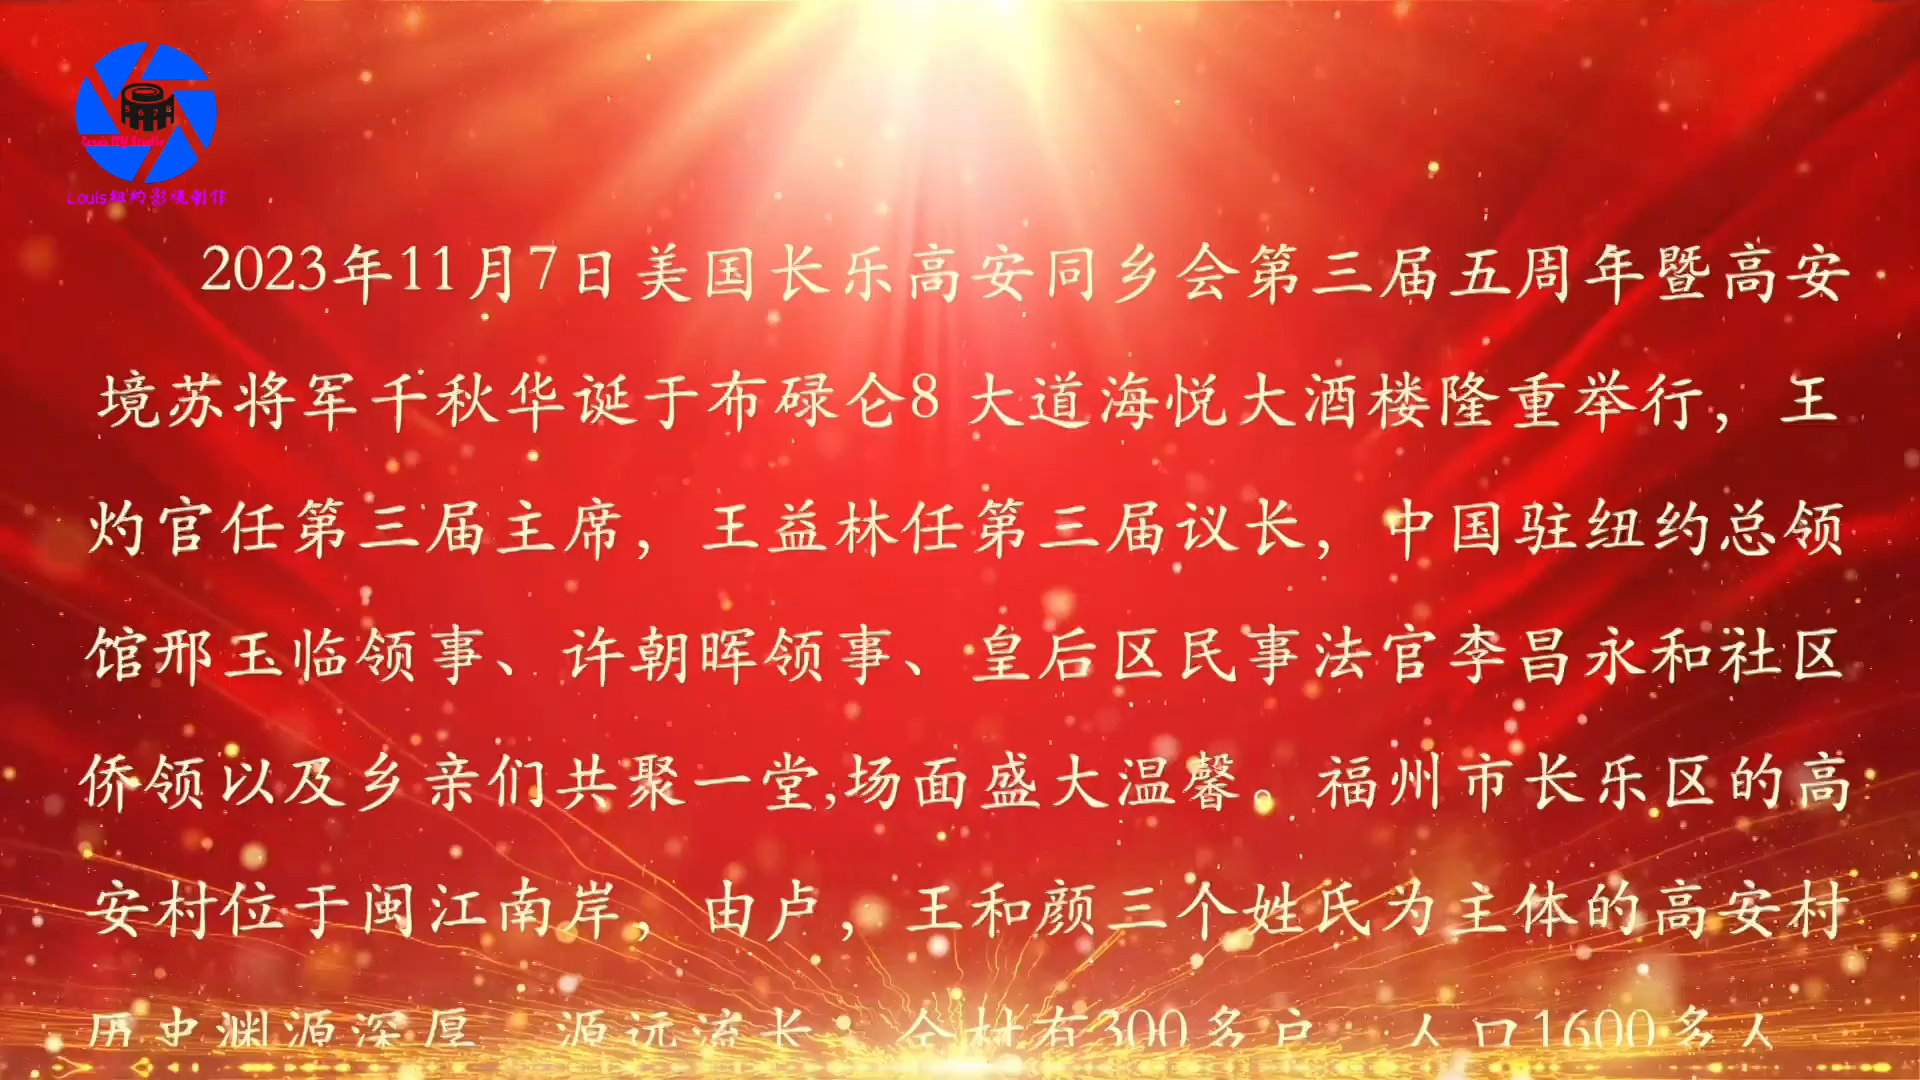 Louis纽约影视制作
2023年11月7日美国长乐高安同乡会第三届五周年暨高安
境苏将军千秋华诞于布碌仑8 大道海悦大酒楼隆重举行，王
灼官任第三届主席，王益林任第三届议长，中国驻纽约总领
馆邢玉临领事、许朝晖领事、皇后区民事法官李昌永和社区
侨领以及乡亲们共聚一堂,场面盛大温馨。福州市长乐区的高
安村位于闽江南岸，由卢，王和颜三个姓氏为主体的高安村
历史渊源深厚，源远流长；全村有300多户，人口1600多人